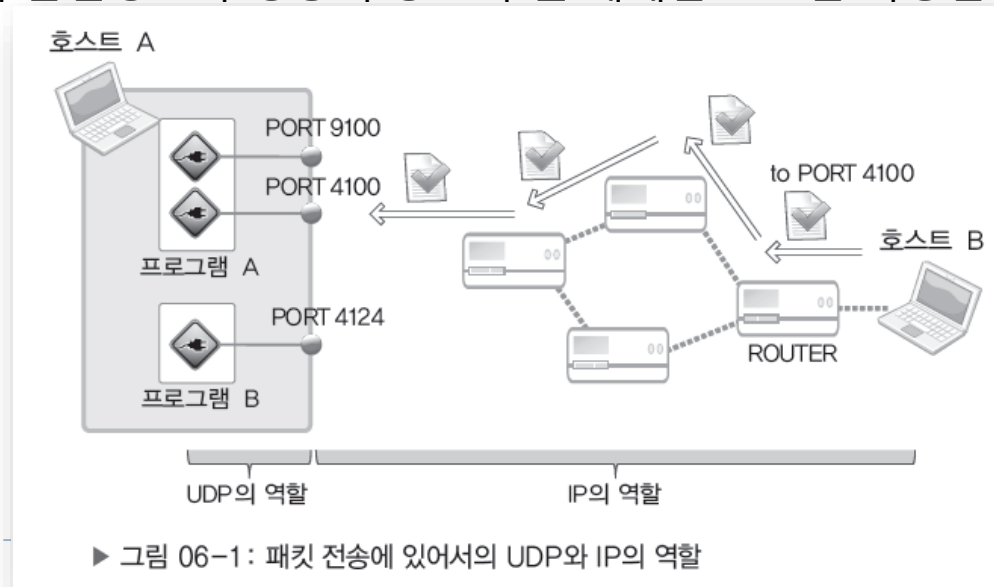 호스트 A
PORT 9100
PORT 4100
to PORT 4100
호스트 B
프로그램 A
PORT 4124
ROUTER
프로그램 B
UDP의 역할
IP의 역할
▶ 그림 06-1: 패킷 전송에 있어서의 UDP와 IP의 역할